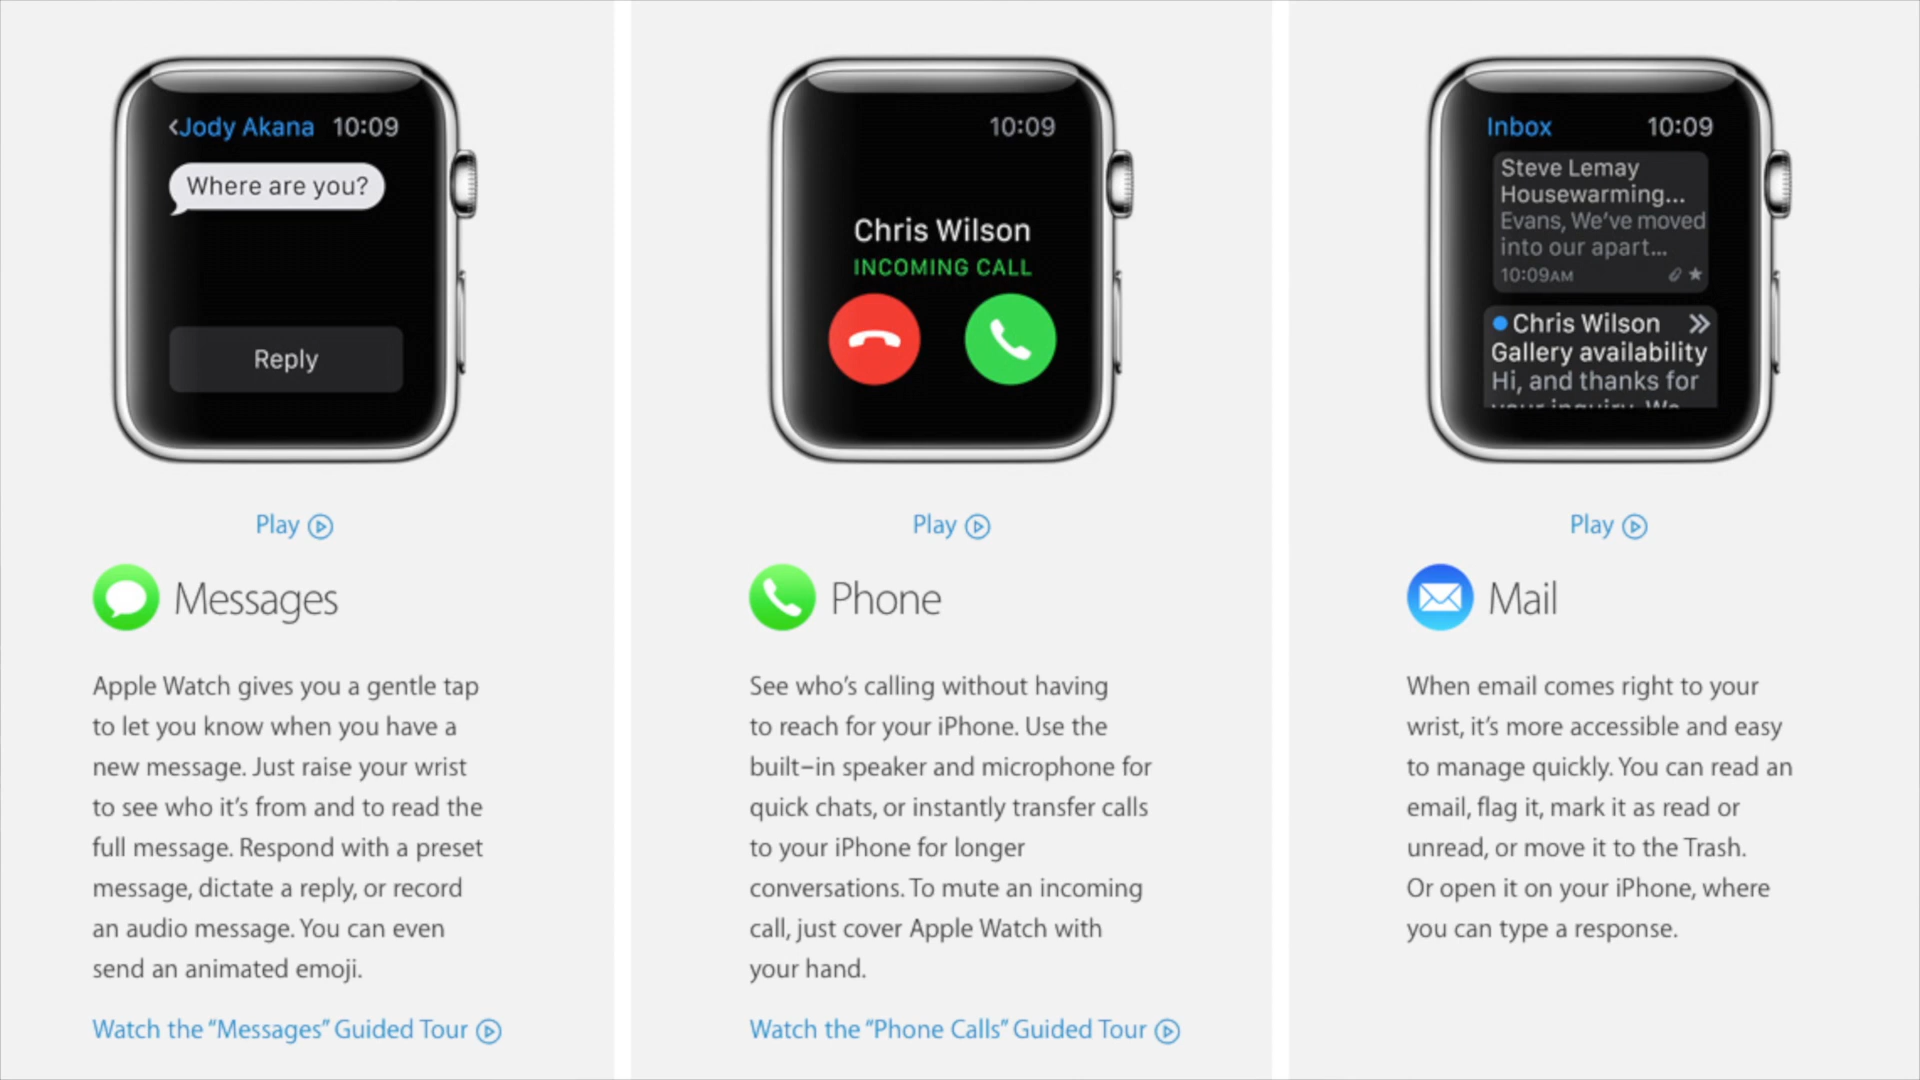 Jody Akana 10:09
Where are you?
Reply
Play
Messages
Apple Watch gives you a gentle tap
to let you know when you have a
new message. Just raise your wrist
to see who it’s from and to read the
full message. Respond with a preset
message, dictate a reply, or record
an audio message. You can even
send an animated emoji.
Watch the “Messages” Guided Tour
10:09
Chris Wilson
INCOMING CALL
Play
Phone
See who’s calling without having
to reach for your iPhone. Use the
built-in speaker and microphone for
quick chats, or instantly transfer calls
to your iPhone for longer
conversations. To mute an incoming
call, just cover Apple Watch with
your hand.
Watch the “Phone Calls” Guided Tour
Inbox 10:09
Steve Lemay
Housewarming...
Evans, We’ve moved
into our apart...
10:09AM
Chris Wilson
Gallery availability
Hi, and thanks for
your inquiry. We
Play
Mail
When email comes right to your
wrist, it’s more accessible and easy
to manage quickly. You can read an
email, flag it, mark it as read or
unread, or move it to the Trash.
Or open it on your iPhone, where
you can type a response.